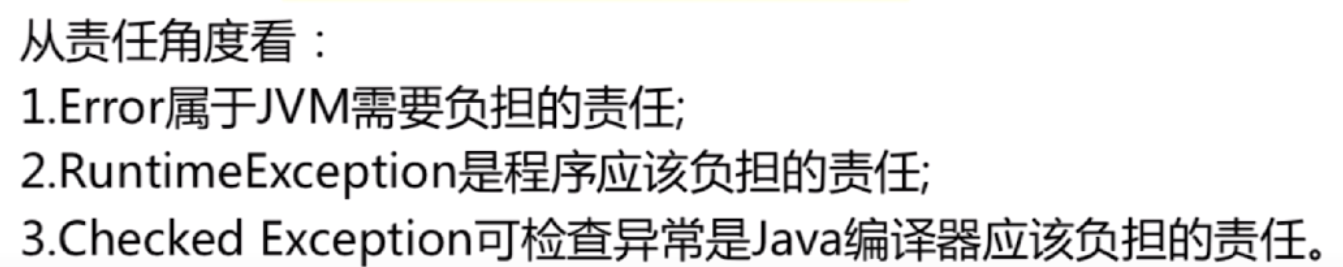 从责任角度看：
1.Error属于JVM需要负担的责任;
2.RuntimeException是程序应该负担的责任;
3.Checked Exception可检查异常是Java编译器应该负担的责任。